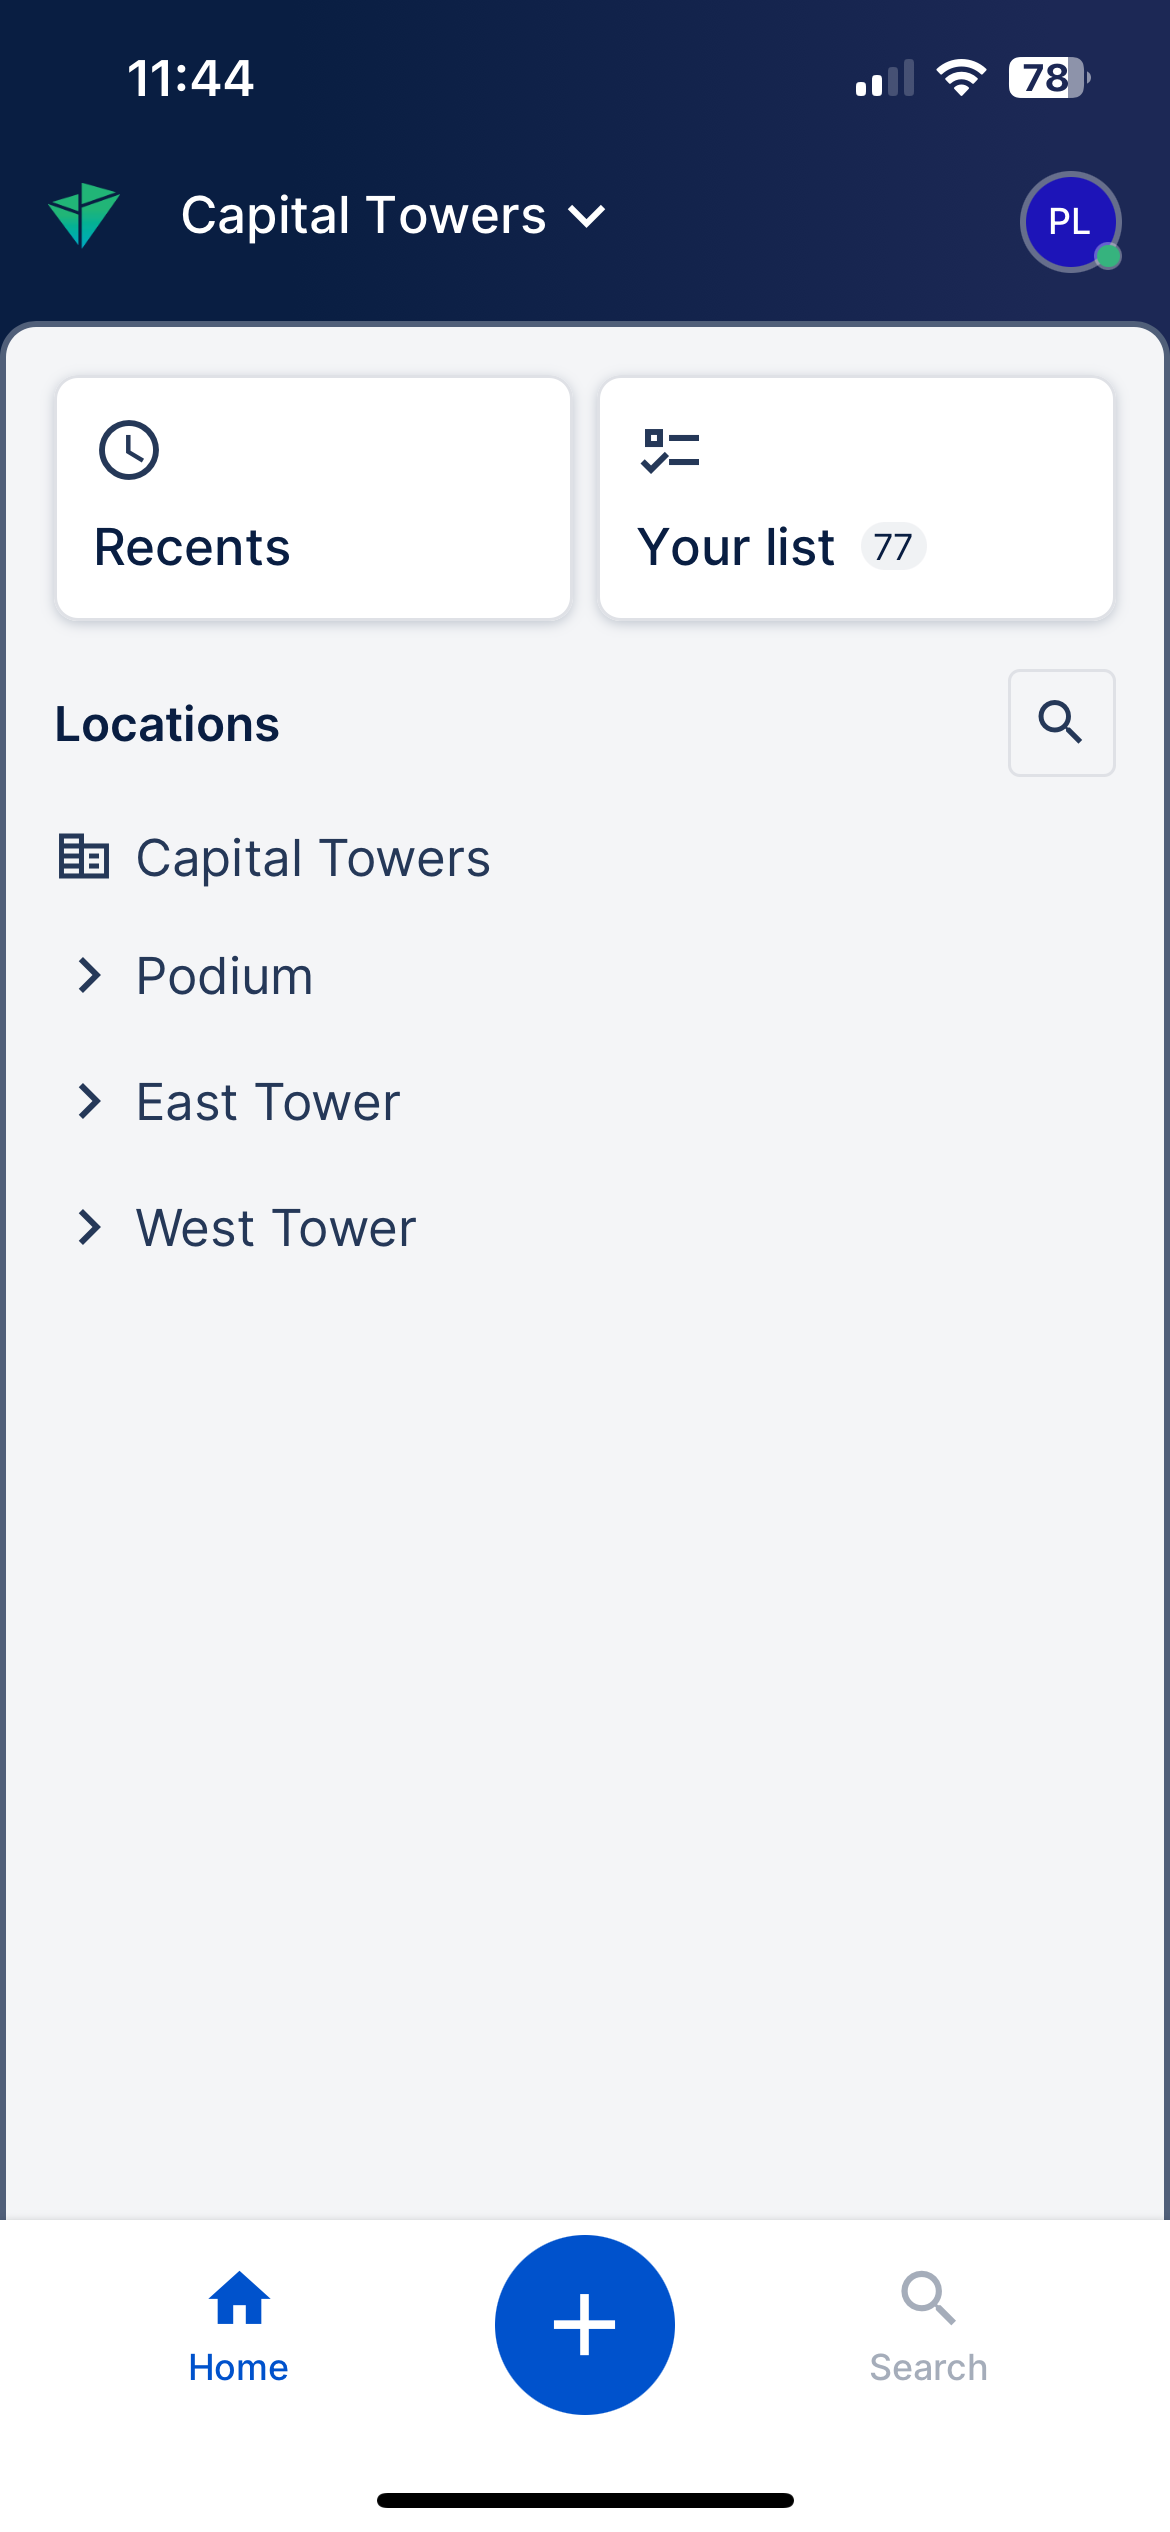 11:44
78
Capital Towers
PL
Recents
Your list 77
Locations
Capital Towers
Podium
East Tower
West Tower
Home
Search